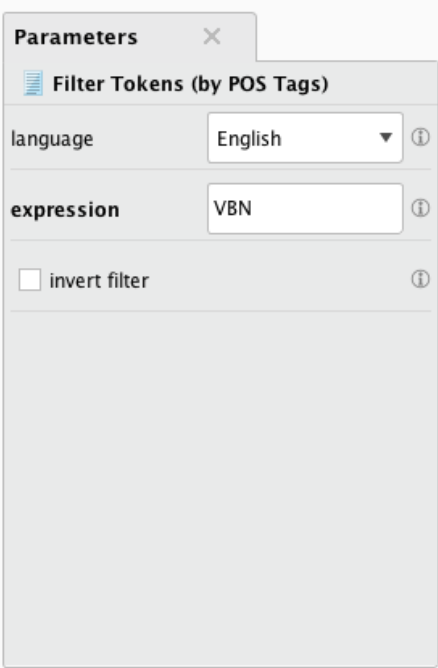 Parameters
Filter Tokens (by POS Tags)
language English
expression VBN
invert filter